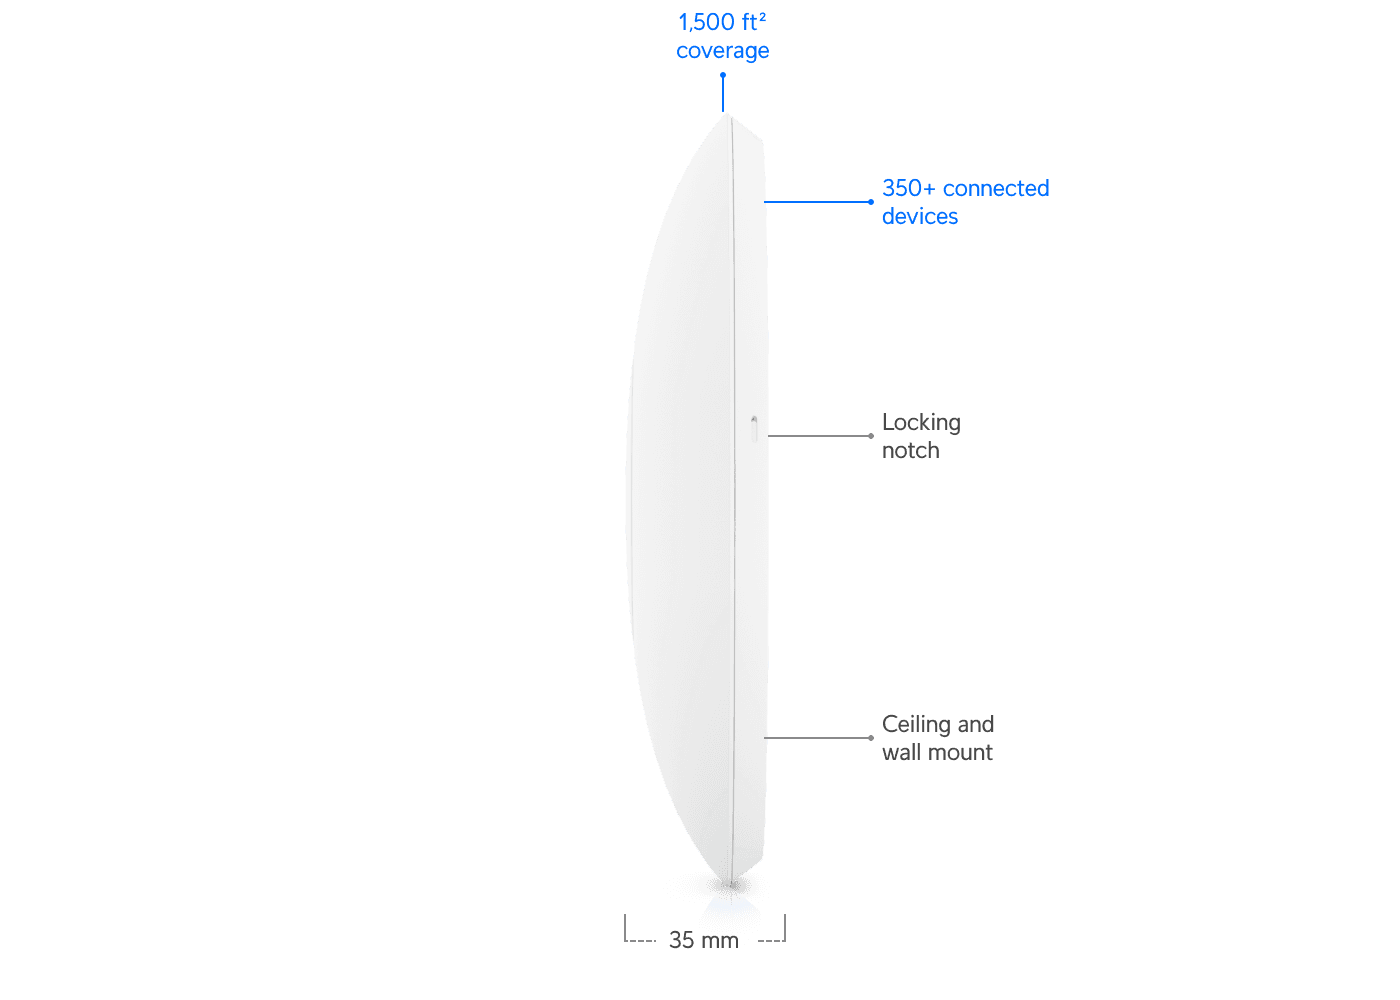 1,500 ft²
coverage
350+ connected
devices
Locking
notch
Ceiling and
wall mount
35 mm